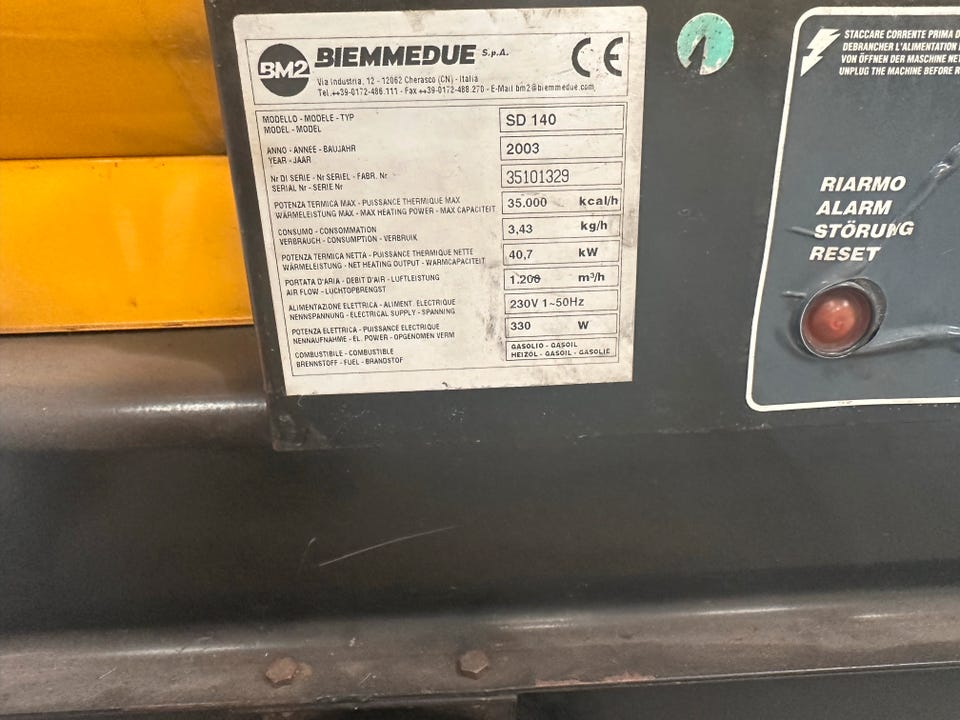 BM2 BIEMMEDUE S.p.A. CE
Via Industria, 12 - 12062 Cherasco (CN) - Italia
Tel.++39-0172-486.111 - Fax ++39-0172-488.270 - E-Mail bm2@biemmedue.com
MODELLO - MODELE - TYP
MODEL - MODEL
SD 140
ANNO - ANNEE - BAUJAHR
YEAR - JAAR
2003
Nr DI SERIE - Nr SERIEL - FABR. Nr
SERIAL Nr - SERIE Nr
35101329
POTENZA TERMICA MAX - PUISSANCE THERMIQUE MAX
WÄRMELEISTUNG MAX - MAX HEATING POWER - MAX CAPACITEIT
35.000 kcal/h
CONSUMO - CONSOMMATION
VERBRAUCH - CONSUMPTION - VERBRUIK
3,43 kg/h
POTENZA TERMICA NETTA - PUISSANCE THERMIQUE NETTE
WÄRMELEISTUNG - NET HEATING OUTPUT - WARMCAPACITEIT
40,7 kW
PORTATA D'ARIA - DEBIT D'AIR - LUFTLEISTUNG
AIR FLOW - LUCHTOPBRENGST
1.200 m³/h
ALIMENTAZIONE ELETTRICA - ALIMENT. ELECTRIQUE
NENNSPANNUNG - ELECTRICAL SUPPLY - SPANNING
230V 1~50Hz
POTENZA ELETTRICA - PUISSANCE ELECTRIQUE
NENNAUFNAHME - EL. POWER - OPGENOMEN VERM
330 W
COMBUSTIBILE - COMBUSTIBLE
BRENNSTOFF - FUEL - BRANDSTOF
GASOLIO - GASOIL
HEIZÖL - GASOIL - GASOLIE
STACCARE CORRENTE PRIMA
DEBRANCHER L'ALIMENTATION
VON ÖFFNEN DER MASCHINE
UNPLUG THE MACHINE BEFORE
RIARMO
ALARM
STÖRUNG
RESET